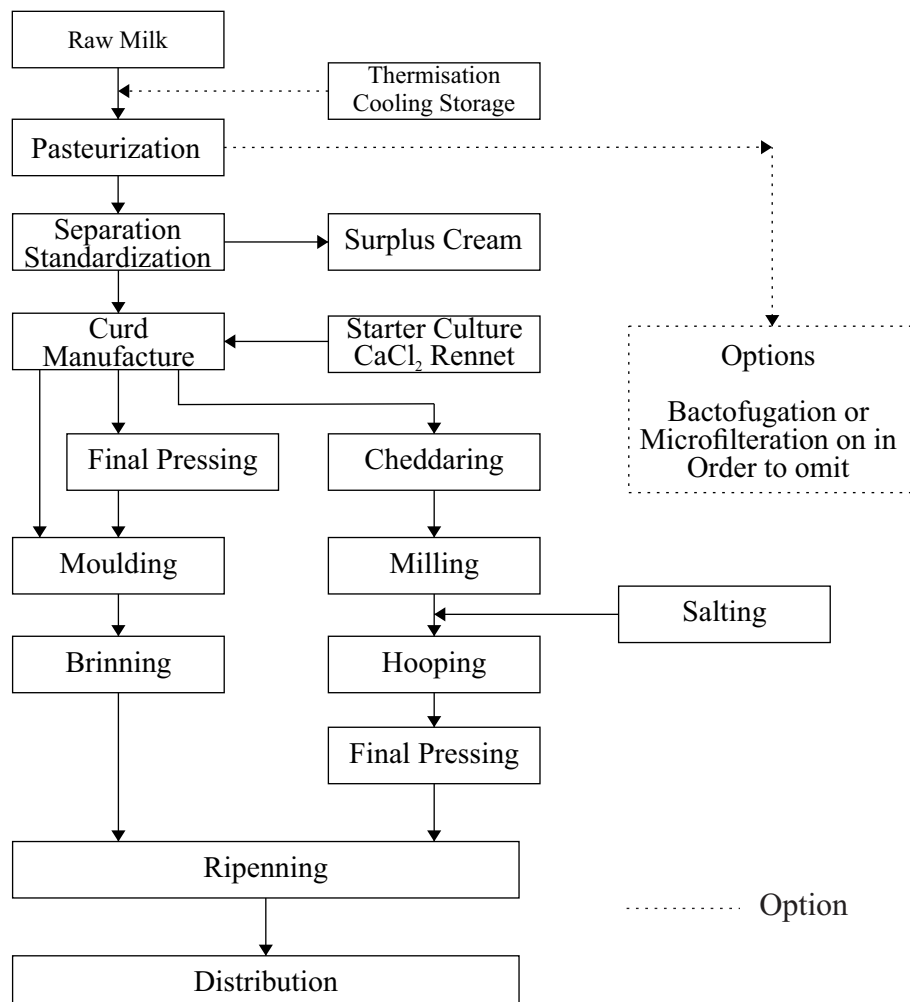 Raw Milk
Thermisation
Cooling Storage
Pasteurization
Separation
Standardization
Surplus Cream
Curd
Manufacture
Starter Culture
CaCl₂ Rennet
Options
Bactofugation or
Microfilteration on in
Order to omit
Final Pressing
Cheddaring
Moulding
Milling
Salting
Brinning
Hooping
Final Pressing
Ripenning
Option
Distribution